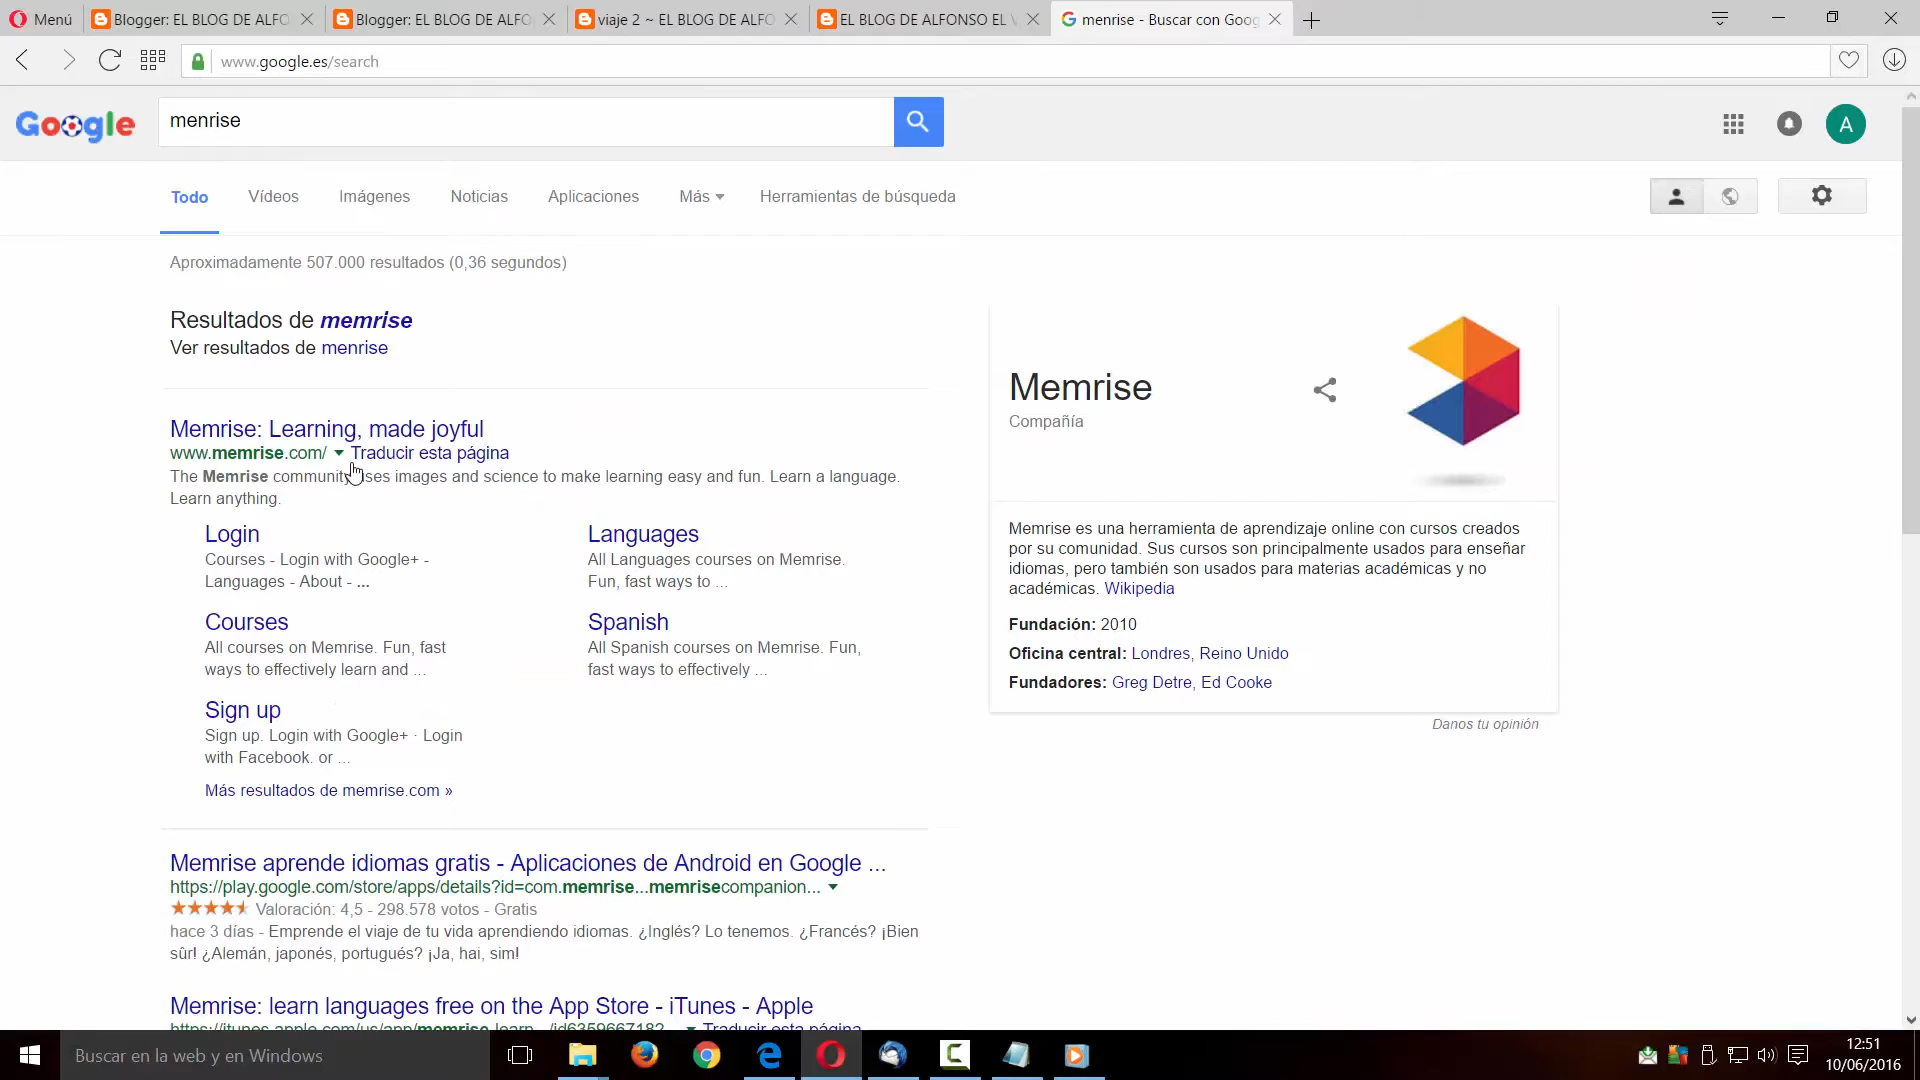 Menú
Blogger: EL BLOG DE ALFO
Blogger: EL BLOG DE ALFO
viaje 2 ~ EL BLOG DE ALFO
EL BLOG DE ALFONSO EL V
menrise - Buscar con Goog
www.google.es/search
Google
menrise
A
Todo
Vídeos
Imágenes
Noticias
Aplicaciones
Más
Herramientas de búsqueda
Aproximadamente 507.000 resultados (0,36 segundos)
Resultados de memrise
Ver resultados de menrise
Memrise: Learning, made joyful
www.memrise.com/ Traducir esta página
The Memrise community uses images and science to make learning easy and fun. Learn a language.
Learn anything.
Login
Courses - Login with Google+ -
Languages - About - ...
Languages
All Languages courses on Memrise.
Fun, fast ways to ...
Courses
All courses on Memrise. Fun, fast
ways to effectively learn and ...
Spanish
All Spanish courses on Memrise. Fun,
fast ways to effectively ...
Sign up
Sign up. Login with Google+ · Login
with Facebook. or ...
Más resultados de memrise.com »
Memrise aprende idiomas gratis - Aplicaciones de Android en Google ...
https://play.google.com/store/apps/details?id=com.memrise...memrisecompanion...
Valoración: 4,5 - 298.578 votos - Gratis
hace 3 días - Emprende el viaje de tu vida aprendiendo idiomas. ¿Inglés? Lo tenemos. ¿Francés? ¡Bien
sûr! ¿Alemán, japonés, portugués? ¡Ja, hai, sim!
Memrise: learn languages free on the App Store - iTunes - Apple
https://itunes.apple.com/us/app/memrise-learn.../id635966718? Traducir esta página
Memrise
Compañía
Memrise es una herramienta de aprendizaje online con cursos creados
por su comunidad. Sus cursos son principalmente usados para enseñar
idiomas, pero también son usados para materias académicas y no
académicas. Wikipedia
Fundación: 2010
Oficina central: Londres, Reino Unido
Fundadores: Greg Detre, Ed Cooke
Danos tu opinión
Buscar en la web y en Windows
12:51
10/06/2016